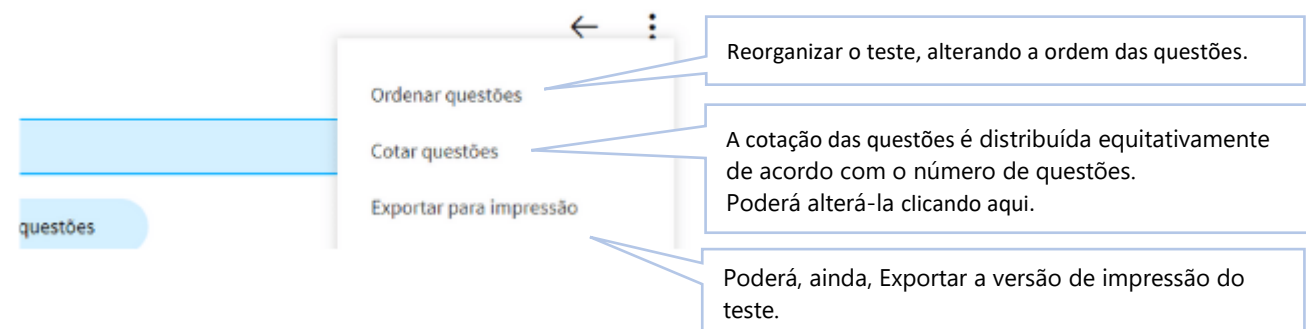 Reorganizar o teste, alterando a ordem das questões.
Ordenar questões
A cotação das questões é distribuída equitativamente
de acordo com o número de questões.
Poderá alterá-la clicando aqui.
Cotar questões
Exportar para impressão
questões
Poderá, ainda, Exportar a versão de impressão do
teste.